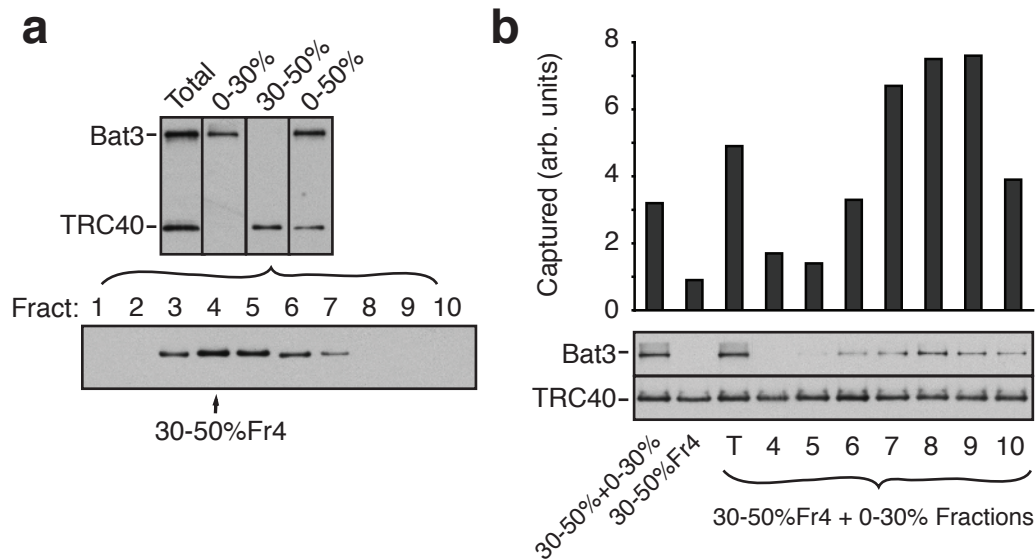 a
Total
0-30%
30-50%
0-50%
Bat3
TRC40
Fract: 1 2 3 4 5 6 7 8 9 10
30-50%Fr4
b
Captured (arb. units)
8
6
4
2
0
Bat3
TRC40
30-50%+0-30%
30-50%Fr4
T 4 5 6 7 8 9 10
30-50%Fr4 + 0-30% Fractions